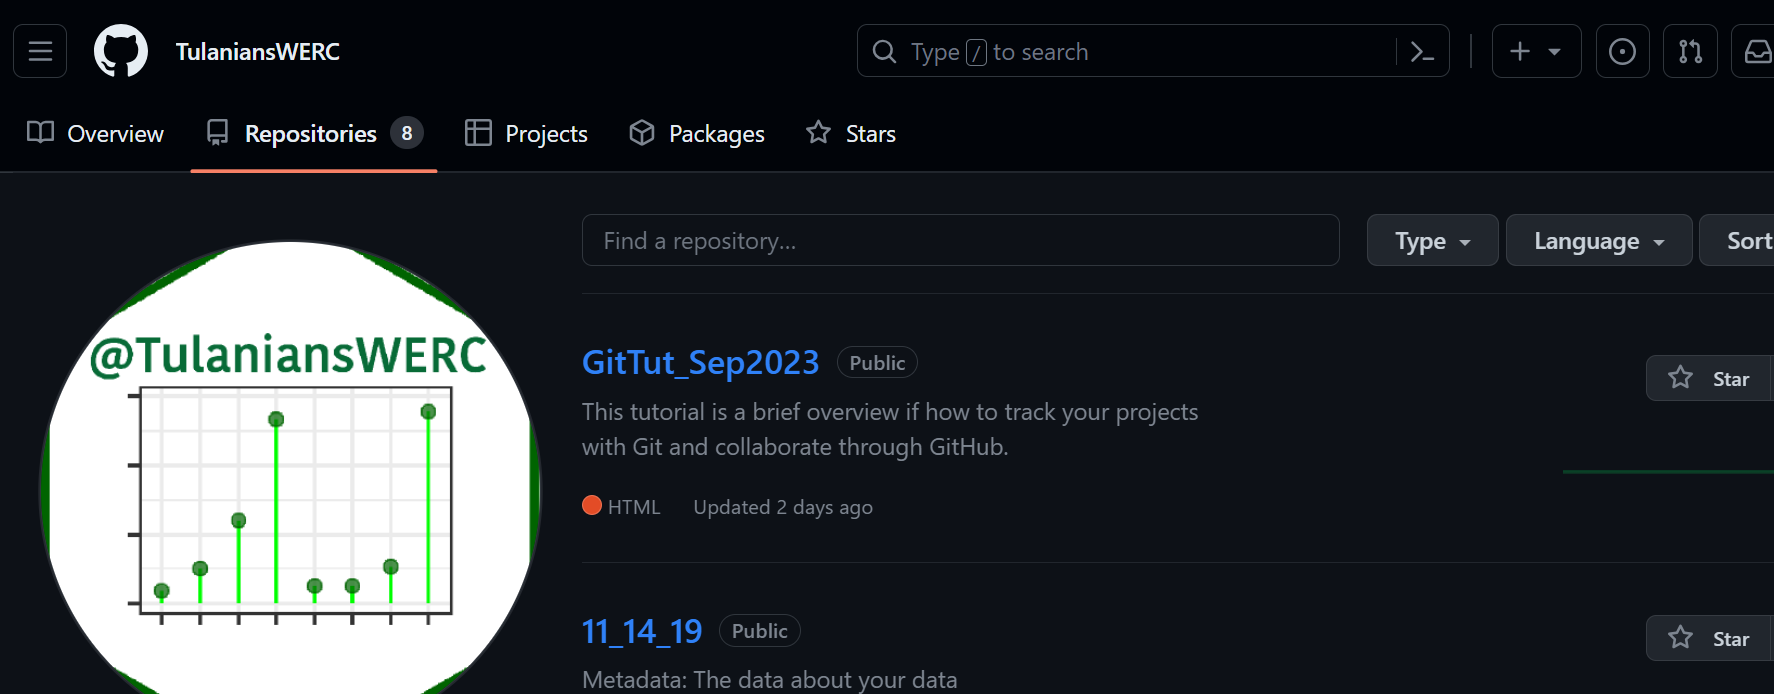 TulaniansWERC
Type / to search
Overview
Repositories 8
Projects
Packages
Stars
Find a repository...
Type
Language
Sort
@TulaniansWERC
GitTut_Sep2023 Public
Star
This tutorial is a brief overview if how to track your projects
with Git and collaborate through GitHub.
HTML Updated 2 days ago
11_14_19 Public
Star
Metadata: The data about your data